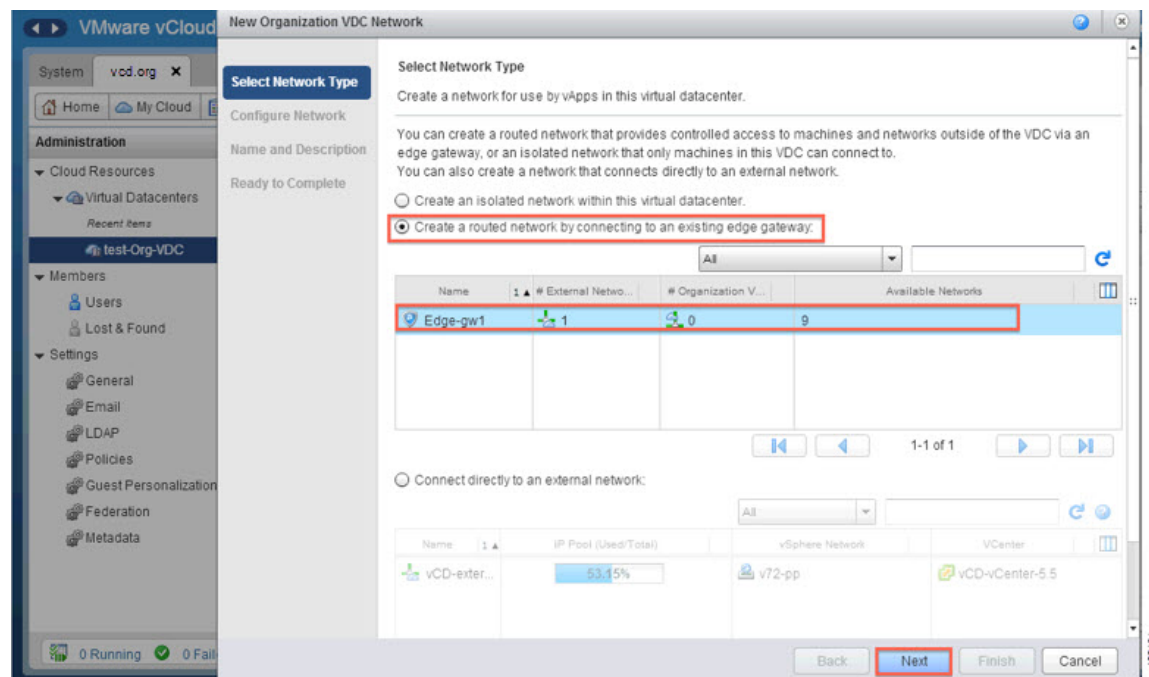 VMware vCloud
New Organization VDC Network
System
vcd.org
Home
My Cloud
Administration
Cloud Resources
Virtual Datacenters
Recent Items
test-Org-VDC
Members
Users
Lost & Found
Settings
General
Email
LDAP
Policies
Guest Personalization
Federation
Metadata
0 Running
0 Fail
Select Network Type
Configure Network
Name and Description
Ready to Complete
Select Network Type
Create a network for use by vApps in this virtual datacenter.
You can create a routed network that provides controlled access to machines and networks outside of the VDC via an
edge gateway, or an isolated network that only machines in this VDC can connect to.
You can also create a network that connects directly to an external network.
Create an isolated network within this virtual datacenter.
Create a routed network by connecting to an existing edge gateway:
All
Name 1 ▲ # External Netwo... # Organization V... Available Networks
Edge-gw1 1 0 9
1-1 of 1
Connect directly to an external network:
All
Name 1 ▲ IP Pool (Used/Total) vSphere Network VCenter
vCD-exter... 53.15% v72-pp vCD-vCenter-5.5
Back Next Finish Cancel